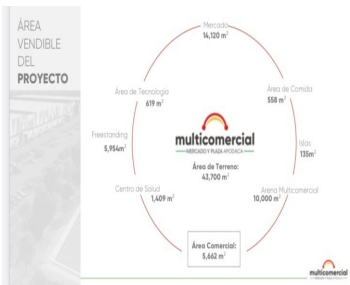 ÁREA
VENDIBLE
DEL
PROYECTO
Mercado
14,120 m²
Área de Tecnología
619 m²
Área de Comida
558 m²
Freestanding
5,954m²
multicomercial
MERCADO Y PLAZA APODACA
Área de Terreno:
43,700 m²
Islas
135m²
Centro de Salud
1,409 m²
Arena Multicomercial
10,000 m²
Área Comercial:
5,662 m²
multicomercial